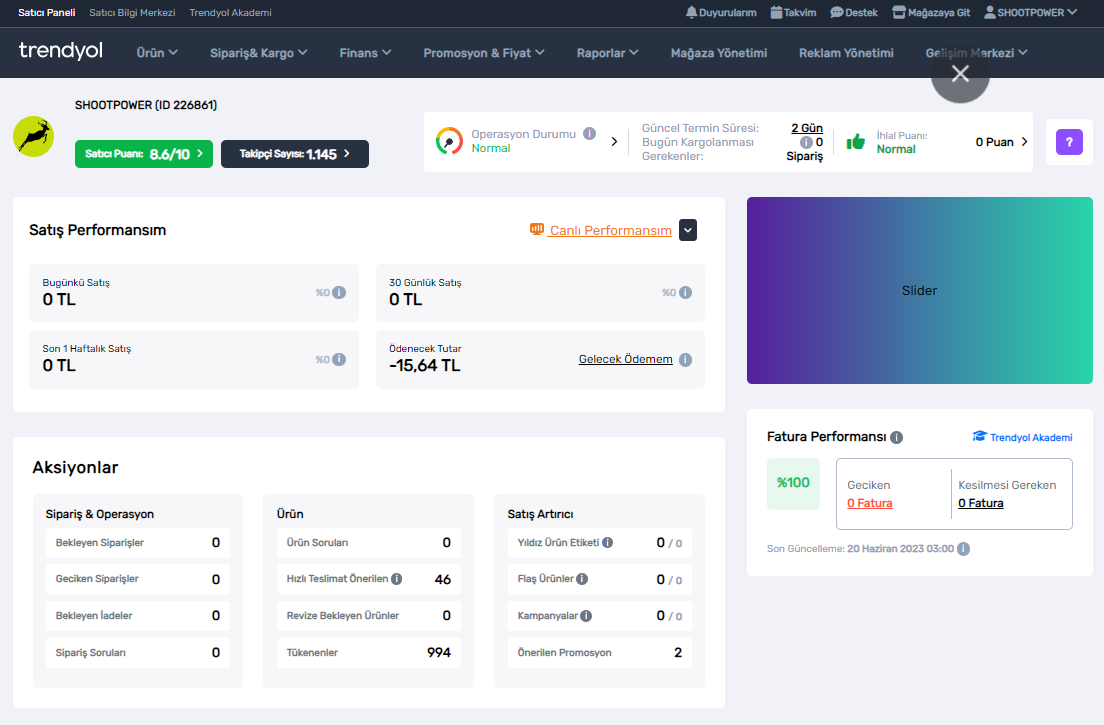 Satıcı Paneli Satıcı Bilgi Merkezi Trendyol Akademi Duyurularım Takvim Destek Mağazaya Git SHOOTPOWER
trendyol Ürün Sipariş& Kargo Finans Promosyon & Fiyat Raporlar Mağaza Yönetimi Reklam Yönetimi Gelişim Merkezi
SHOOTPOWER (ID 226861)
Satıcı Puanı: 8.6/10 Takipçi Sayısı: 1.145
Operasyon Durumu
Normal
Güncel Termin Süresi: 2 Gün
Bugün Kargolanması 0
Gerekenler: Sipariş
İhlal Puanı:
Normal
0 Puan
?
Satış Performansım Canlı Performansım
Bugünkü Satış
0 TL %0
30 Günlük Satış
0 TL %0
Son 1 Haftalık Satış
0 TL %0
Ödenecek Tutar
-15,64 TL Gelecek Ödemem
Slider
Fatura Performansı Trendyol Akademi
%100
Geciken
0 Fatura
Kesilmesi Gereken
0 Fatura
Son Güncelleme: 20 Haziran 2023 03:00
Aksiyonlar
Sipariş & Operasyon
Bekleyen Siparişler 0
Geciken Siparişler 0
Bekleyen İadeler 0
Sipariş Soruları 0
Ürün
Ürün Soruları 0
Hızlı Teslimat Önerilen 46
Revize Bekleyen Ürünler 0
Tükenenler 994
Satış Artırıcı
Yıldız Ürün Etiketi 0 / 0
Flaş Ürünler 0 / 0
Kampanyalar 0 / 0
Önerilen Promosyon 2